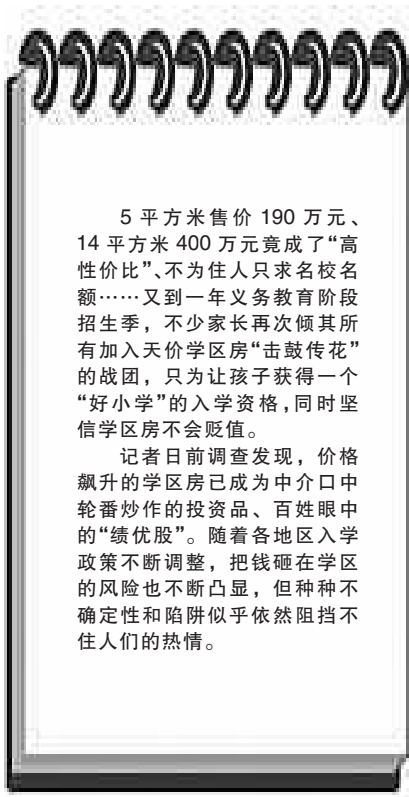 5 平方米售价 190 万元、
14 平方米 400 万元竟成了“高
性价比”、不为住人只求名校名
额……又到一年义务教育阶段
招生季，不少家长再次倾其所
有加入天价学区房“击鼓传花”
的战团，只为让孩子获得一个
“好小学”的入学资格，同时坚
信学区房不会贬值。
记者日前调查发现，价格
飙升的学区房已成为中介口中
轮番炒作的投资品、百姓眼中
的“绩优股”。随着各地区入学
政策不断调整，把钱砸在学区
的风险也不断凸显，但种种不
确定性和陷阱似乎依然阻挡不
住人们的热情。